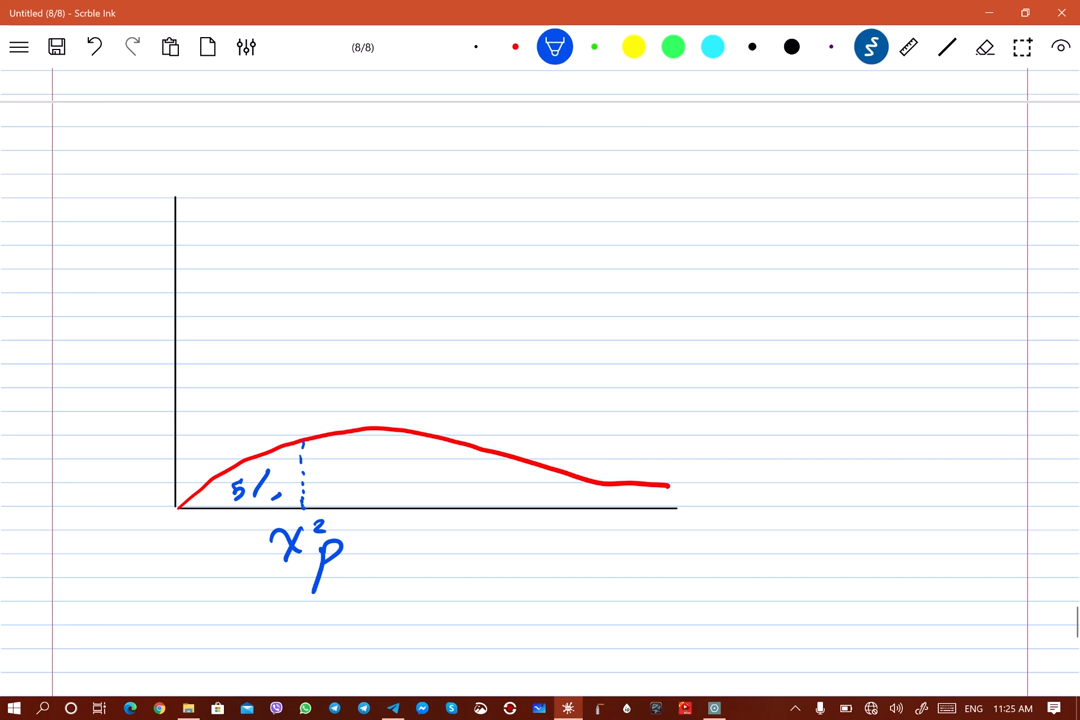 Untitled (8/8) - Scrble Ink
(8/8)
5%
χ²p
ENG 11:25 AM